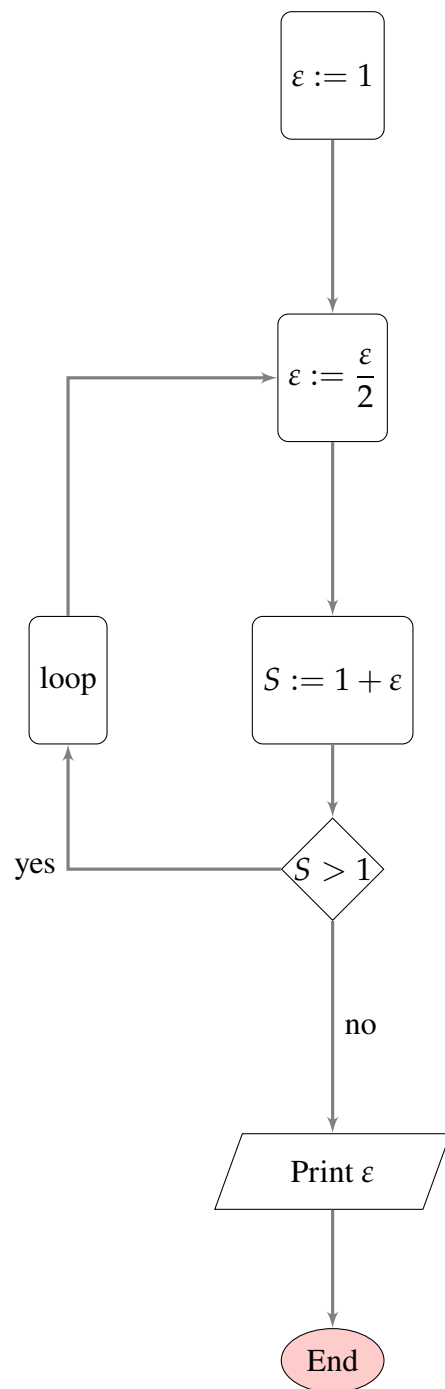 ε := 1
ε := ε/2
loop
S := 1 + ε
yes
S > 1
no
Print ε
End